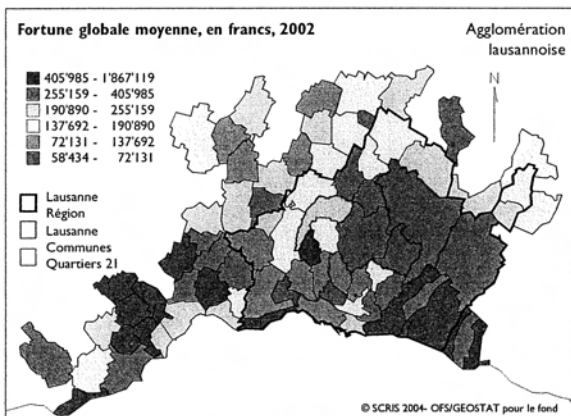 Fortune globale moyenne, en francs, 2002
Agglomération
lausannoise
N
405'985 - 1'867'119
255'159 - 405'985
190'890 - 255'159
137'692 - 190'890
72'131 - 137'692
58'434 - 72'131
Lausanne
Région
Lausanne
Communes
Quartiers 21
© SCRIS 2004- OFS/GEOSTAT pour le fond